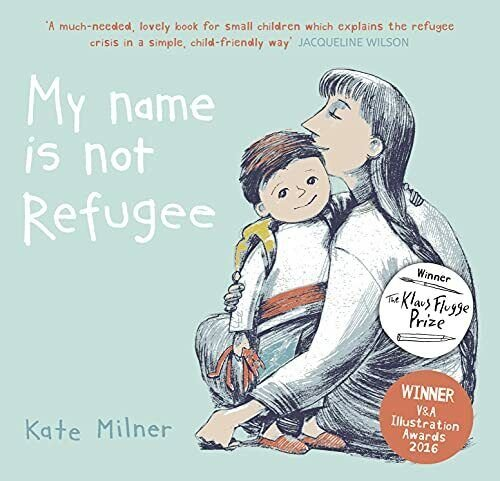 'A much-needed, lovely book for small children which explains the refugee
crisis in a simple, child-friendly way' JACQUELINE WILSON
My name
is not
Refugee
Winner
The Klaus Flugge
Prize
WINNER
V&A
Illustration
Awards
2016
Kate Milner